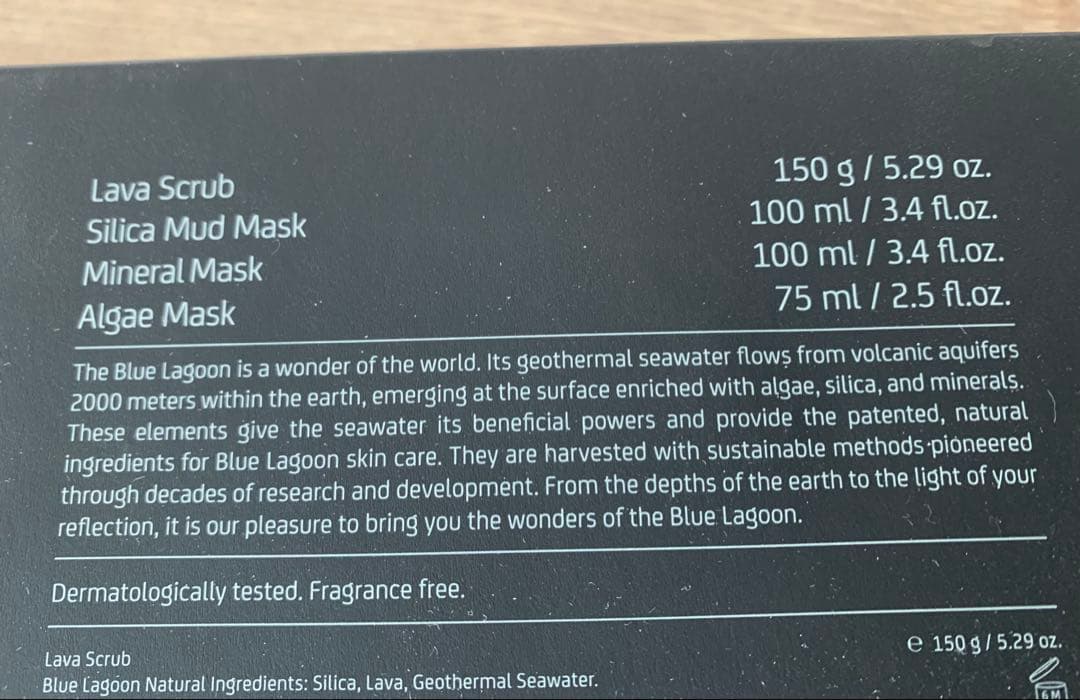 Lava Scrub 150 g / 5.29 oz.
Silica Mud Mask 100 ml / 3.4 fl.oz.
Mineral Mask 100 ml / 3.4 fl.oz.
Algae Mask 75 ml / 2.5 fl.oz.
The Blue Lagoon is a wonder of the world. Its geothermal seawater flows from volcanic aquifers
2000 meters within the earth, emerging at the surface enriched with algae, silica, and minerals.
These elements give the seawater its beneficial powers and provide the patented, natural
ingredients for Blue Lagoon skin care. They are harvested with sustainable methods pioneered
through decades of research and development. From the depths of the earth to the light of your
reflection, it is our pleasure to bring you the wonders of the Blue Lagoon.
Dermatologically tested. Fragrance free.
Lava Scrub ℮ 150 g / 5.29 oz.
Blue Lagoon Natural Ingredients: Silica, Lava, Geothermal Seawater.